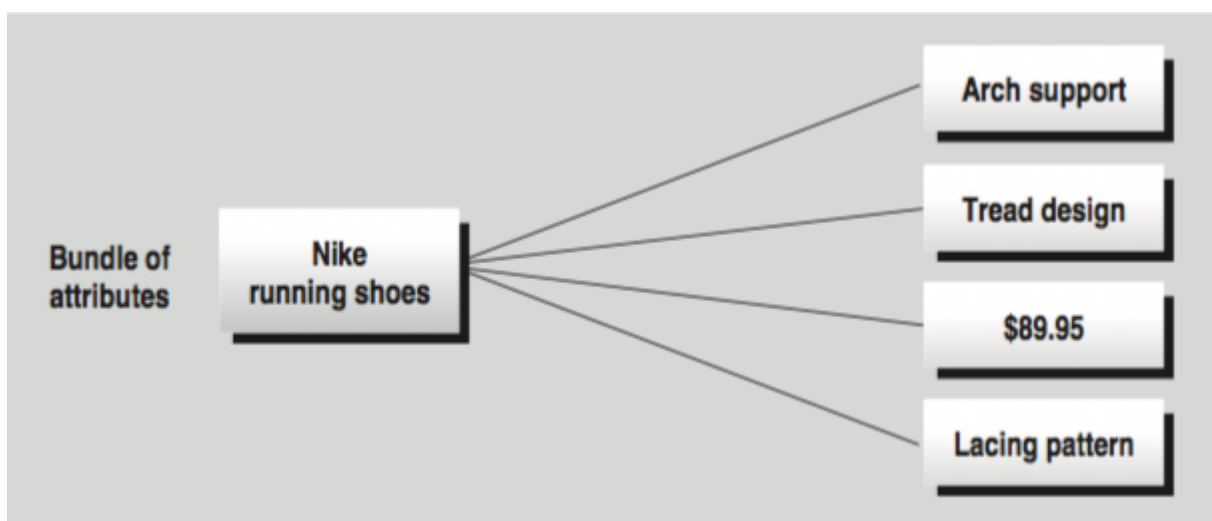 Bundle of
attributes
Nike
running shoes
Arch support
Tread design
$89.95
Lacing pattern